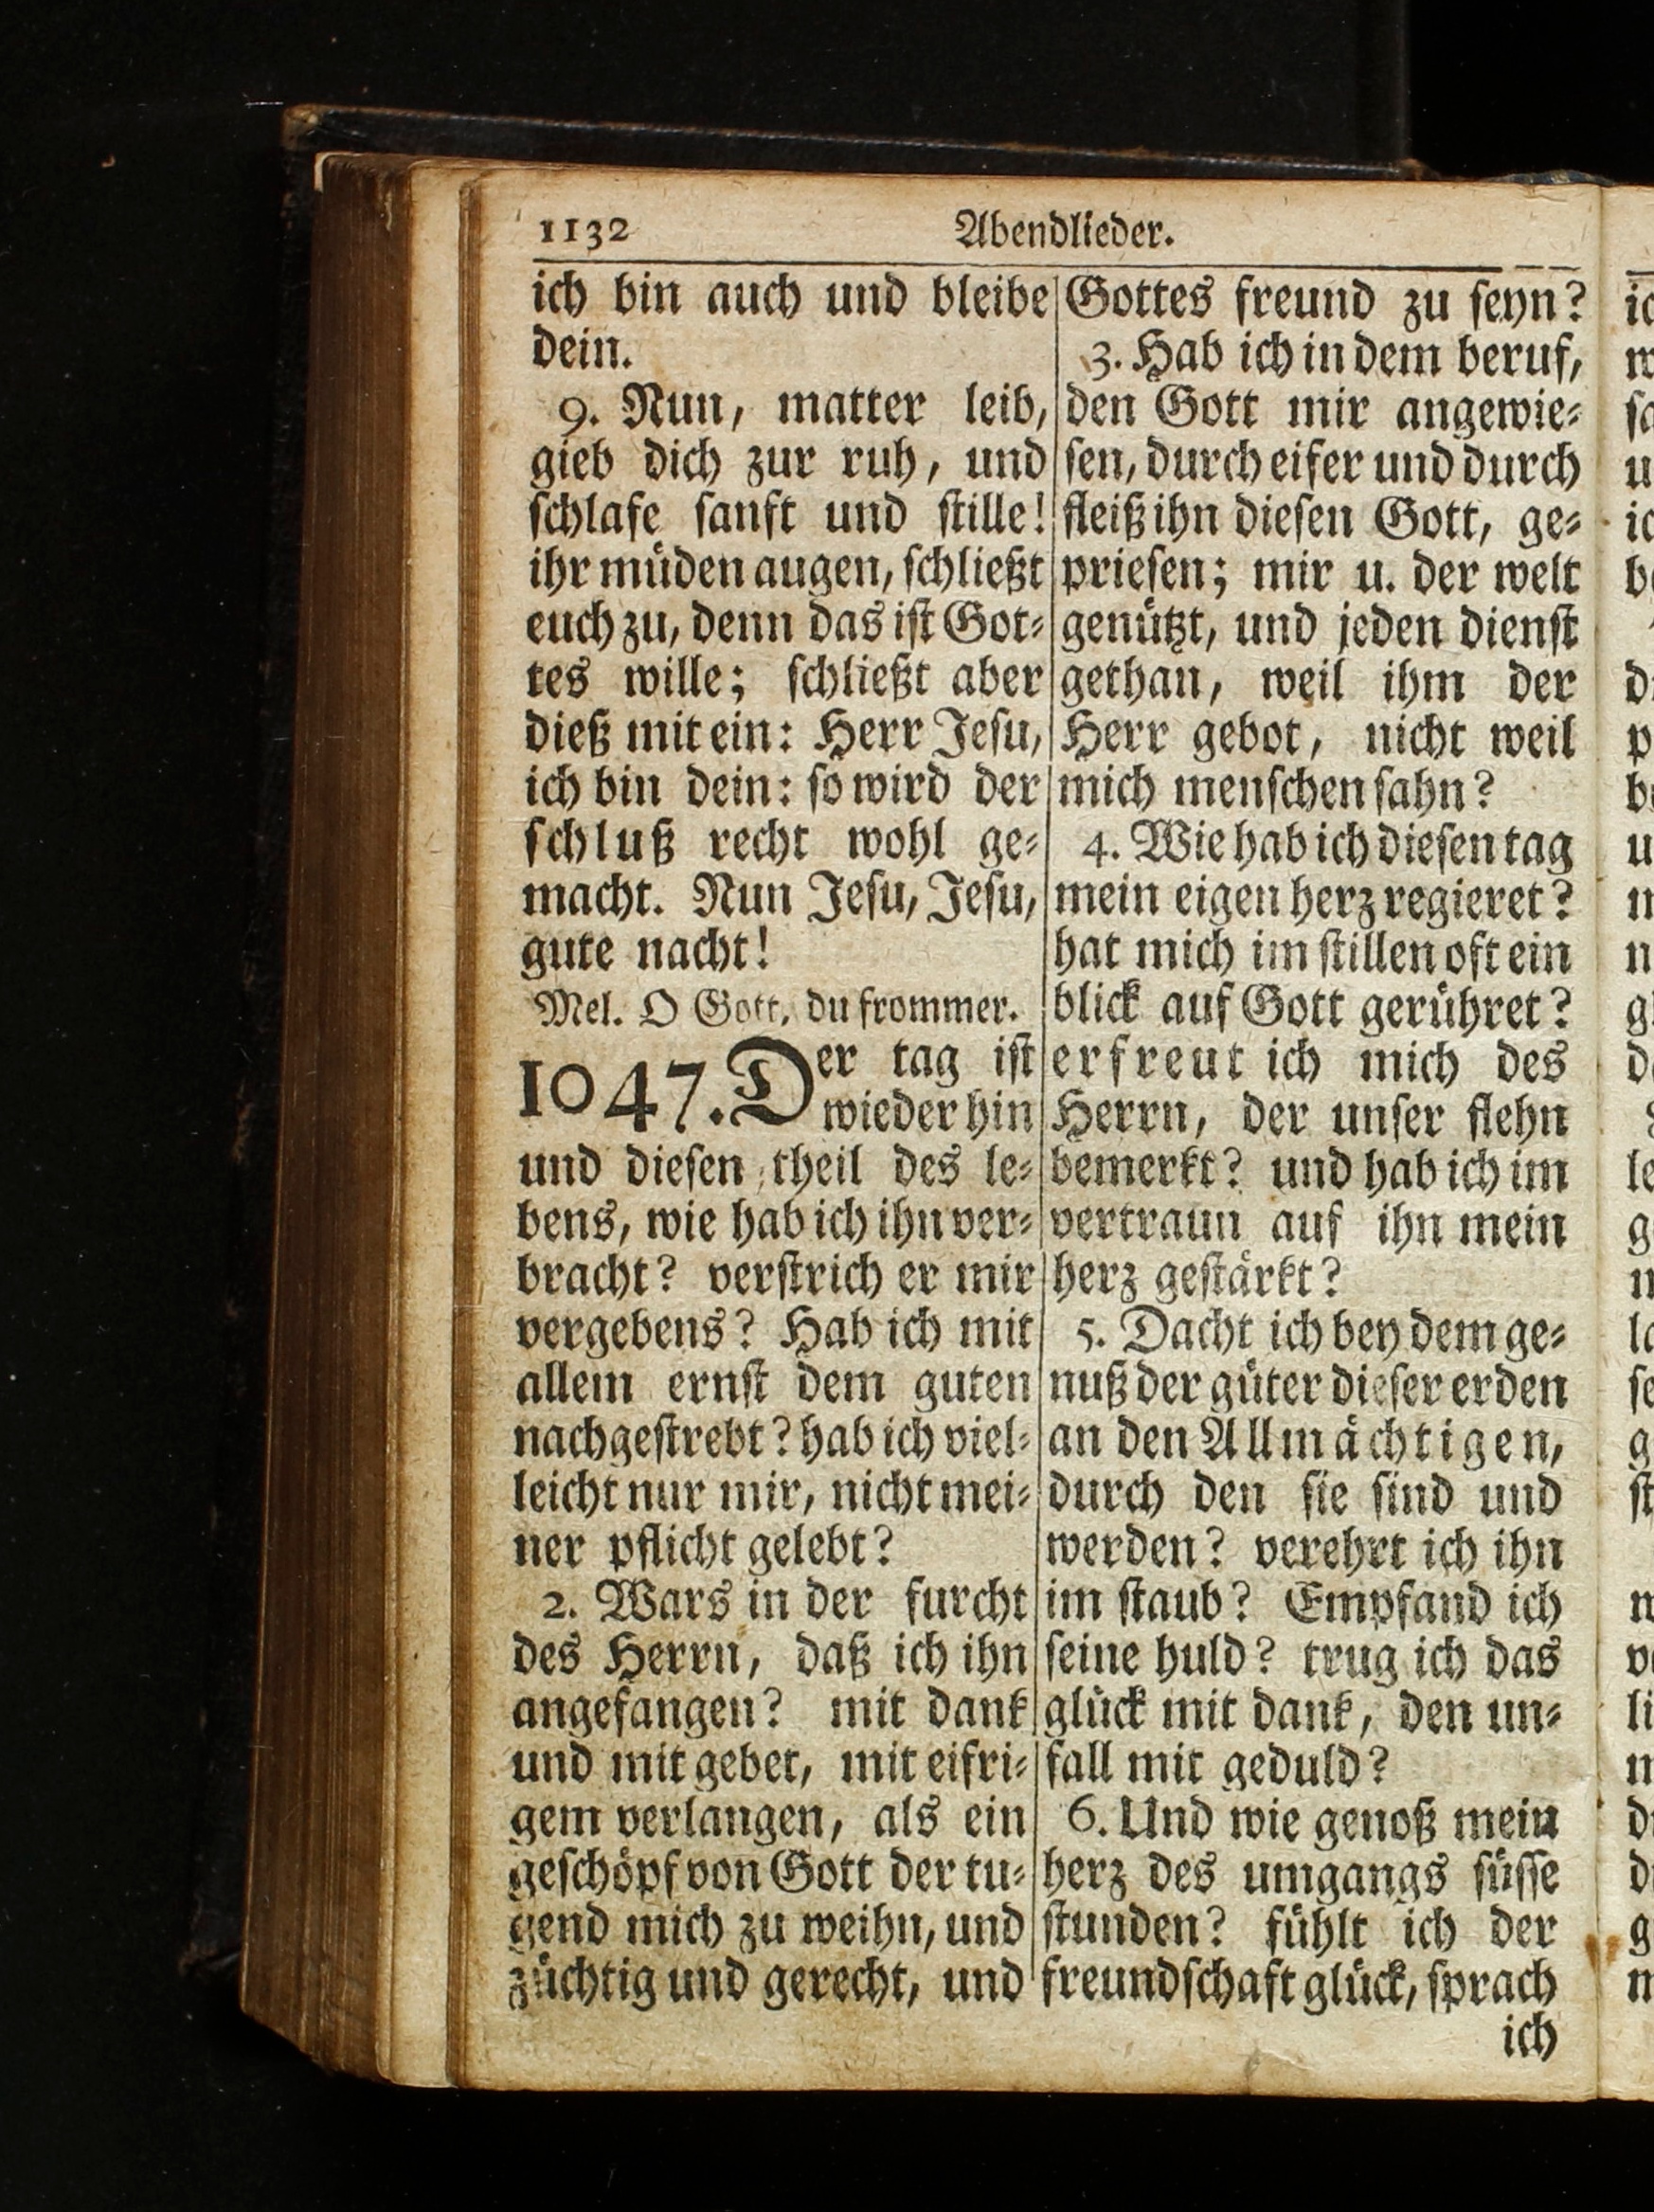 1132
Abendlieder.
ich bin auch und bleibe
dein.
9. Nun, matter leib,
gieb dich zur ruh, und
schlafe sanft und stille!
ihr müden augen, schließt
euch zu, denn das ist Got-
tes wille; schließt aber
dieß mit ein: Herr Jesu,
ich bin dein: so wird der
schluß recht wohl ge-
macht. Nun Jesu, Jesu,
gute nacht!
Mel. O Gott, du frommer.
1047. Der tag ist
wieder hin
und diesen theil des le-
bens, wie hab ich ihn ver-
bracht? verstrich er mir
vergebens? Hab ich mit
allem ernst dem guten
nachgestrebt? hab ich viel-
leicht nur mir, nicht mei-
ner pflicht gelebt?
2. Wars in der furcht
des Herrn, daß ich ihn
angefangen? mit dank
und mit gebet, mit eifri-
gem verlangen, als ein
geschöpf von Gott der tu-
gend mich zu weihn, und
züchtig und gerecht, und
Gottes freund zu seyn?
3. Hab ich in dem beruf,
den Gott mir angewie-
sen, durch eifer und durch
fleiß ihn diesen Gott, ge-
priesen; mir u. der welt
genützt, und jeden dienst
gethan, weil ihm der
Herr gebot, nicht weil
mich menschen sahn?
4. Wie hab ich diesen tag
mein eigen herz regieret?
hat mich im stillen oft ein
blick auf Gott gerühret?
erfreut ich mich des
Herrn, der unser flehn
bemerkt? und hab ich im
vertraun auf ihn mein
herz gestärkt?
5. Dacht ich bey dem ge-
nuß der güter dieser erden
an den Allmächtigen,
durch den sie sind und
werden? verehrt ich ihn
im staub? Empfand ich
seine huld? trug ich das
glück mit dank, den un-
fall mit geduld?
6. Und wie genoß mein
herz des umgangs süsse
stunden? fühlt ich der
freundschaft glück, sprach
ich